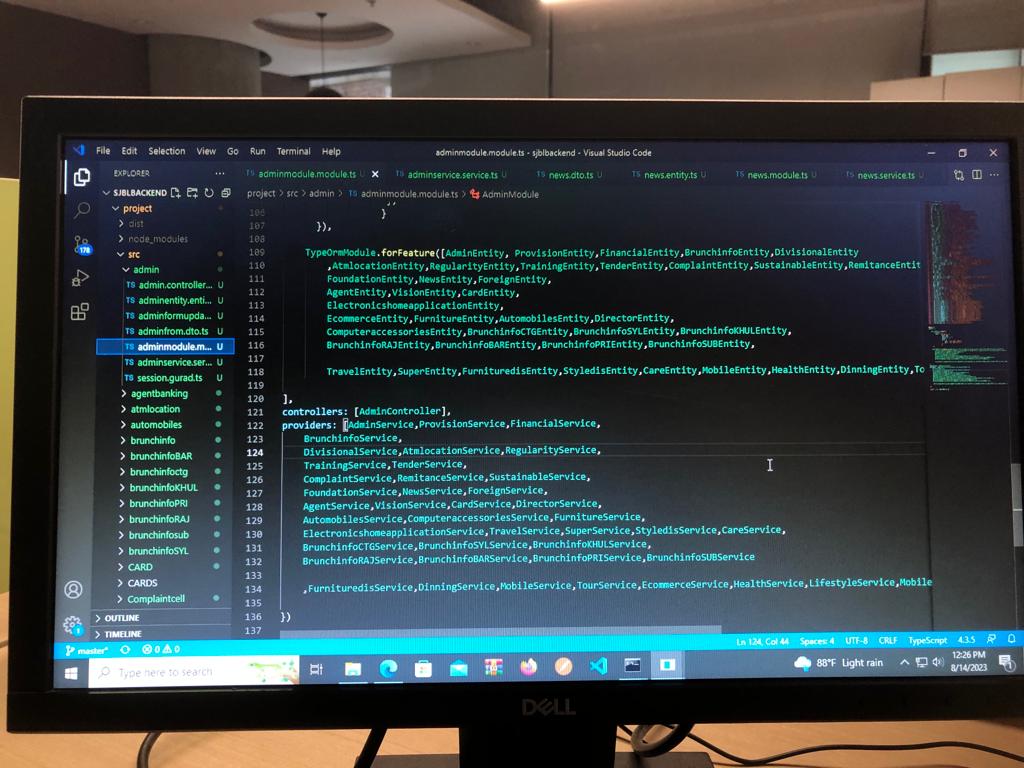 File Edit Selection View Go Run Terminal Help
adminmodule.module.ts - sjblbackend - Visual Studio Code
EXPLORER
TS adminmodule.module.ts U
TS adminservice.service.ts U
TS news.dto.ts U
TS news.entity.ts U
TS news.module.ts U
TS news.service.ts U
SJBLBACKEND
project > src > admin > TS adminmodule.module.ts > AdminModule
project
dist
node_modules
src
admin
TS admin.controller... U
TS adminentity.enti... U
TS adminformupda... U
TS adminfrom.dto.ts U
TS adminmodule.m... U
TS adminservice.ser... U
TS session.gurad.ts U
agentbanking
atmlocation
automobiles
brunchinfo
brunchinfoBAR
brunchinfoctg
brunchinfoKHUL
brunchinfoPRI
brunchinfoRAJ
brunchinfosub
brunchinfoSYL
CARD
CARDS
Complaintcell
OUTLINE
TIMELINE
178
1
106 }
107 }),
108
109 TypeOrmModule.forFeature([AdminEntity, ProvisionEntity,FinancialEntity,BrunchinfoEntity,DivisionalEntity
110 ,AtmlocationEntity,RegularityEntity,TrainingEntity,TenderEntity,ComplaintEntity,SustainableEntity,RemitanceEntit
111 FoundationEntity,NewsEntity,ForeignEntity,
112 AgentEntity,VisionEntity,CardEntity,
113 ElectronicshomeapplicationEntity,
114 EcommerceEntity,FurnitureEntity,AutomobilesEntity,DirectorEntity,
115 ComputeraccessoriesEntity,BrunchinfoCTGEntity,BrunchinfoSYLEntity,BrunchinfoKHULEntity,
116 BrunchinfoRAJEntity,BrunchinfoBAREntity,BrunchinfoPRIEntity,BrunchinfoSUBEntity,
117
118 TravelEntity,SuperEntity,FurnituredisEntity,StyledisEntity,CareEntity,MobileEntity,HealthEntity,DinningEntity,To
119
120 ],
121 controllers: [AdminController],
122 providers: [AdminService,ProvisionService,FinancialService,
123 BrunchinfoService,
124 DivisionalService,AtmlocationService,RegularityService,
125 TrainingService,TenderService,
126 ComplaintService,RemitanceService,SustainableService,
127 FoundationService,NewsService,ForeignService,
128 AgentService,VisionService,CardService,DirectorService,
129 AutomobilesService,ComputeraccessoriesService,FurnitureService,
130 ElectronicshomeapplicationService,TravelService,SuperService,StyledisService,CareService,
131 BrunchinfoCTGService,BrunchinfoSYLService,BrunchinfoKHULService,
132 BrunchinfoRAJService,BrunchinfoBARService,BrunchinfoPRIService,BrunchinfoSUBService
133
134 ,FurnituredisService,DinningService,MobileService,TourService,EcommerceService,HealthService,LifestyleService,Mobile
135
136 })
137
master* 0 0 Ln 124, Col 44 Spaces: 4 UTF-8 CRLF TypeScript 4.3.5
Type here to search
88°F Light rain
12:26 PM
8/14/2023
1
DELL